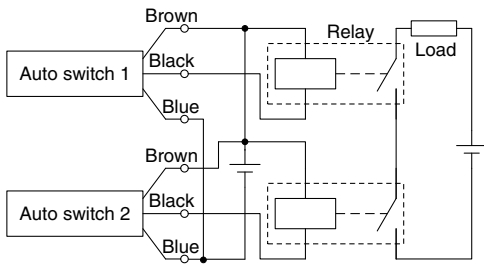 Brown
Relay
Load
Auto switch 1
Black
Blue
Brown
Auto switch 2
Black
Blue